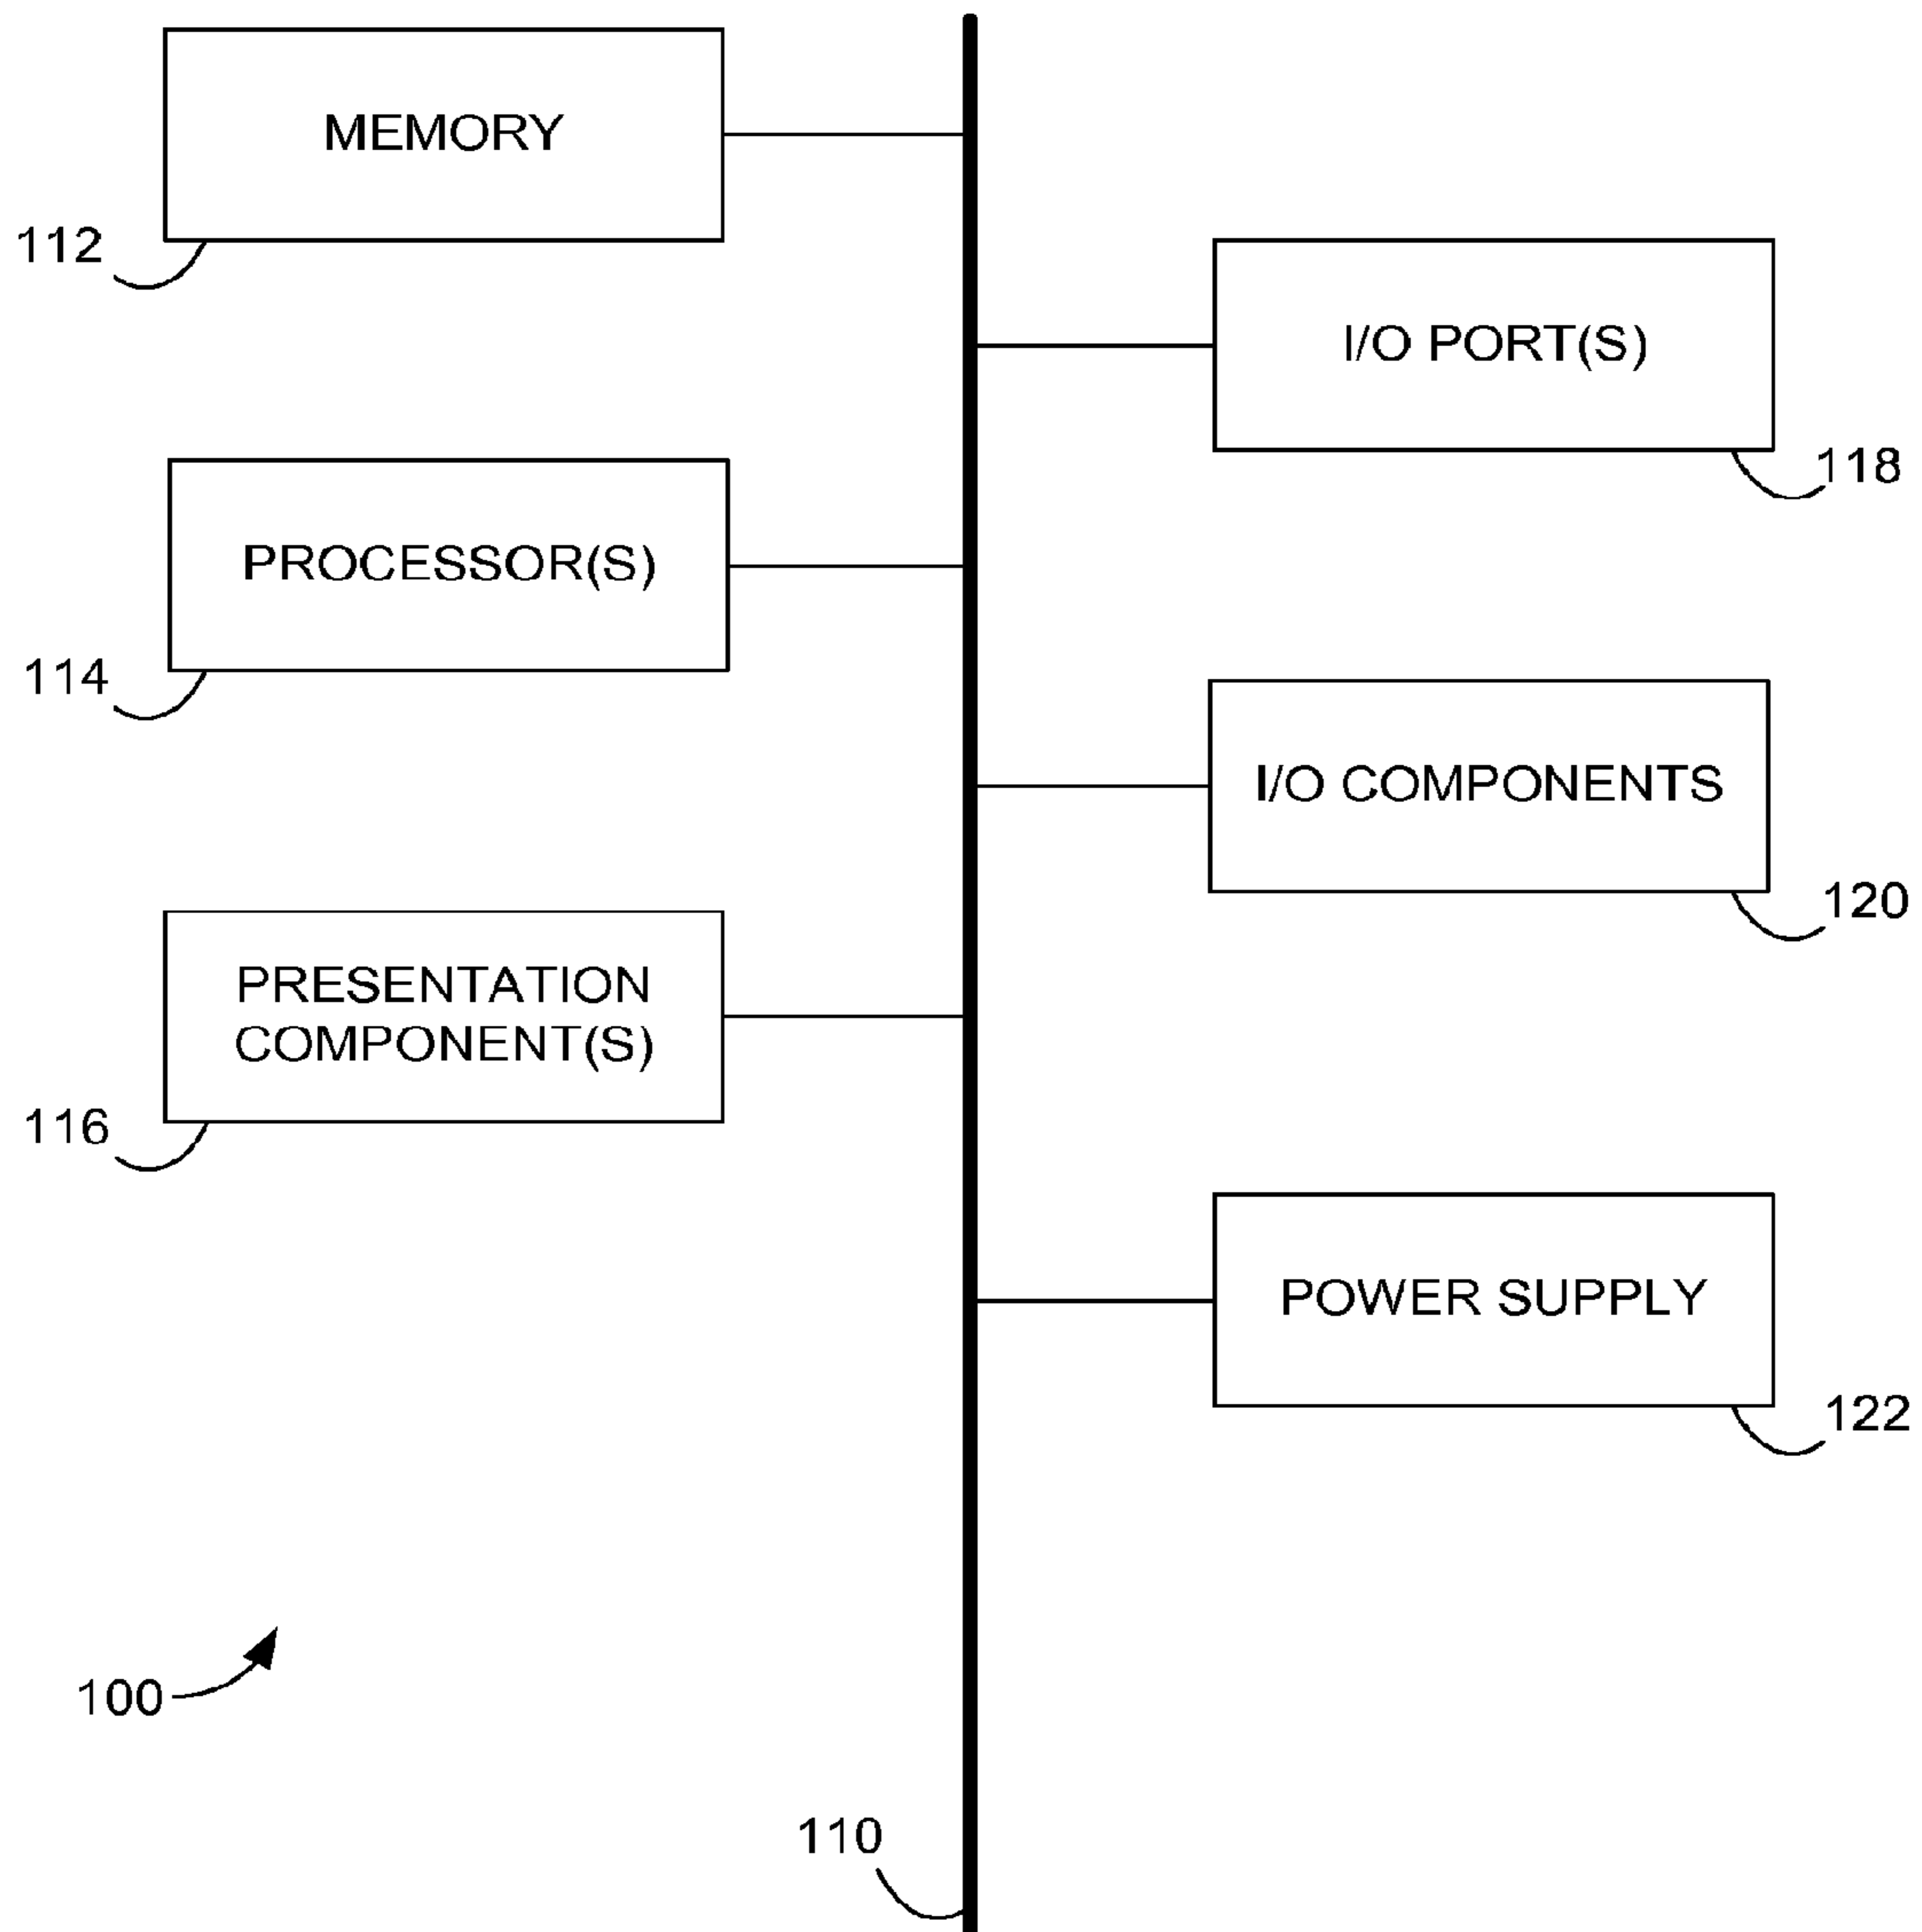 MEMORY
112
I/O PORT(S)
118
PROCESSOR(S)
114
I/O COMPONENTS
120
PRESENTATION
COMPONENT(S)
116
POWER SUPPLY
122
100
110